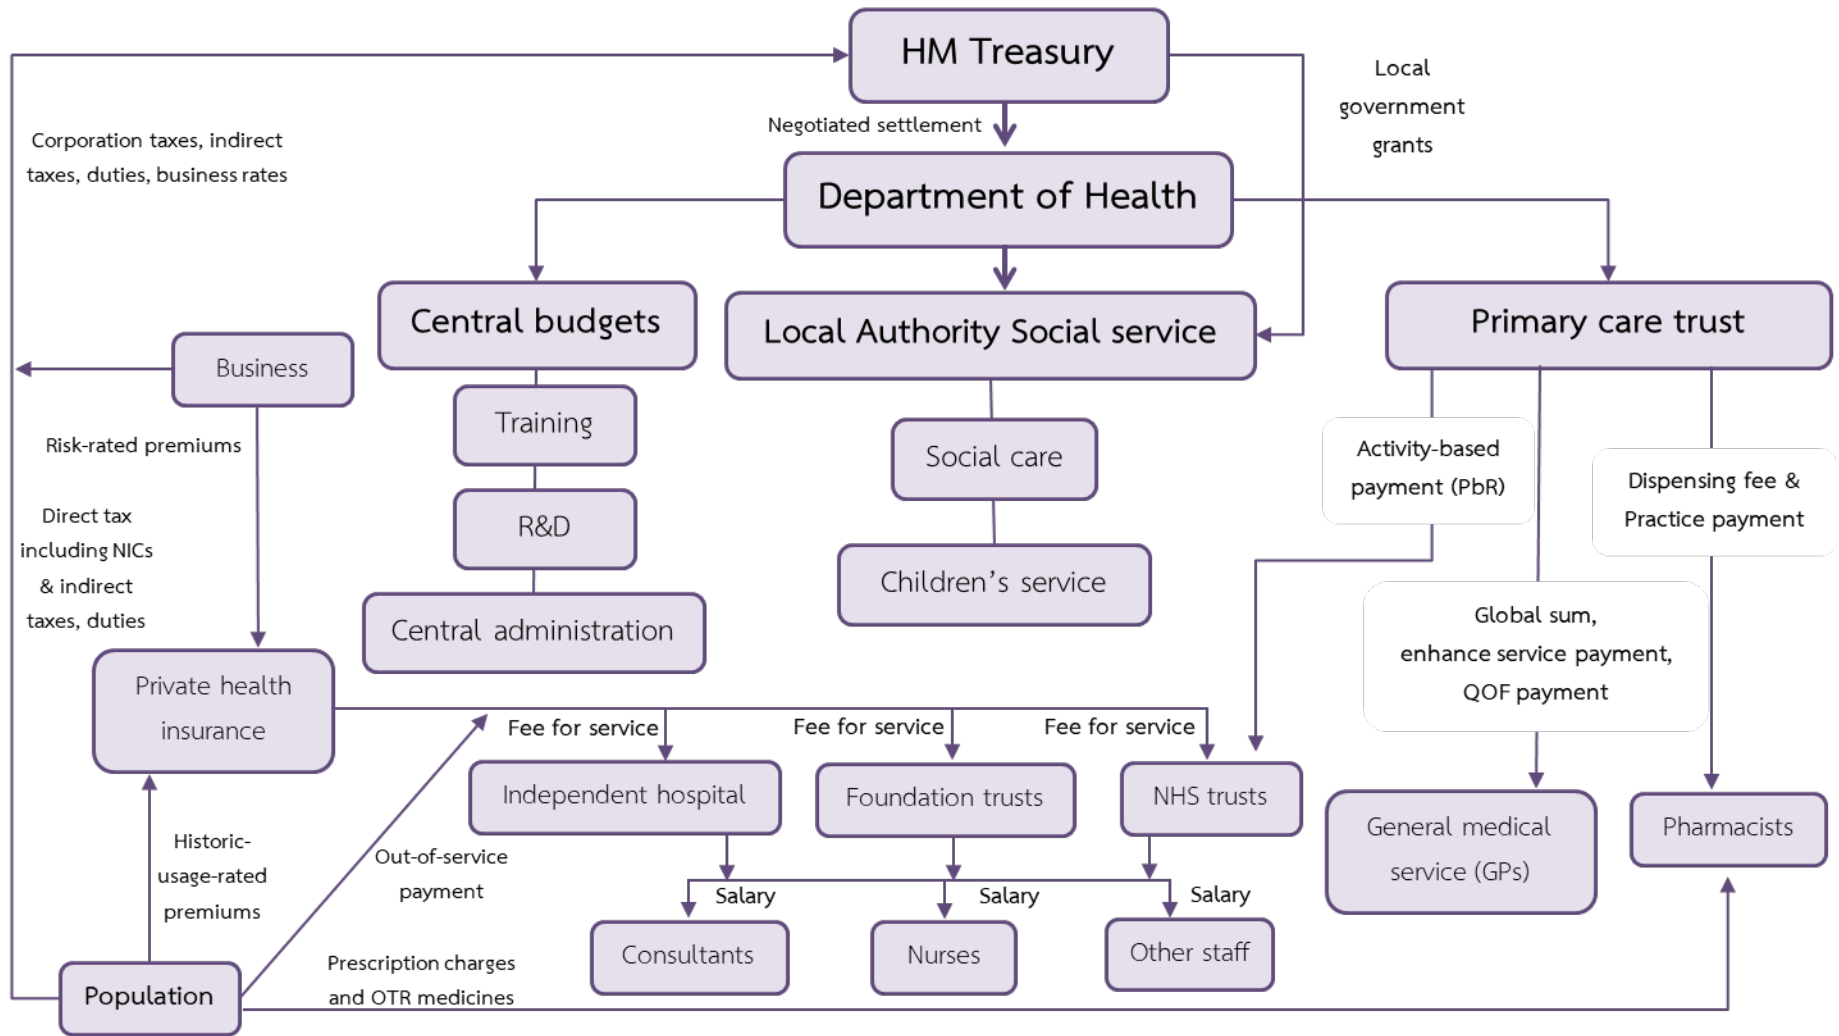 HM Treasury
Local
government
grants
Negotiated settlement
Corporation taxes, indirect
taxes, duties, business rates
Department of Health
Central budgets
Local Authority Social service
Primary care trust
Business
Training
Risk-rated premiums
Social care
Activity-based
payment (PbR)
Dispensing fee &
Practice payment
Direct tax
including NICs
& indirect
taxes, duties
R&D
Children's service
Central administration
Global sum,
enhance service payment,
QOF payment
Private health
insurance
Fee for service
Fee for service
Fee for service
Independent hospital
Foundation trusts
NHS trusts
General medical
service (GPs)
Pharmacists
Historic-
usage-rated
premiums
Out-of-service
payment
Salary
Salary
Salary
Consultants
Nurses
Other staff
Prescription charges
and OTR medicines
Population